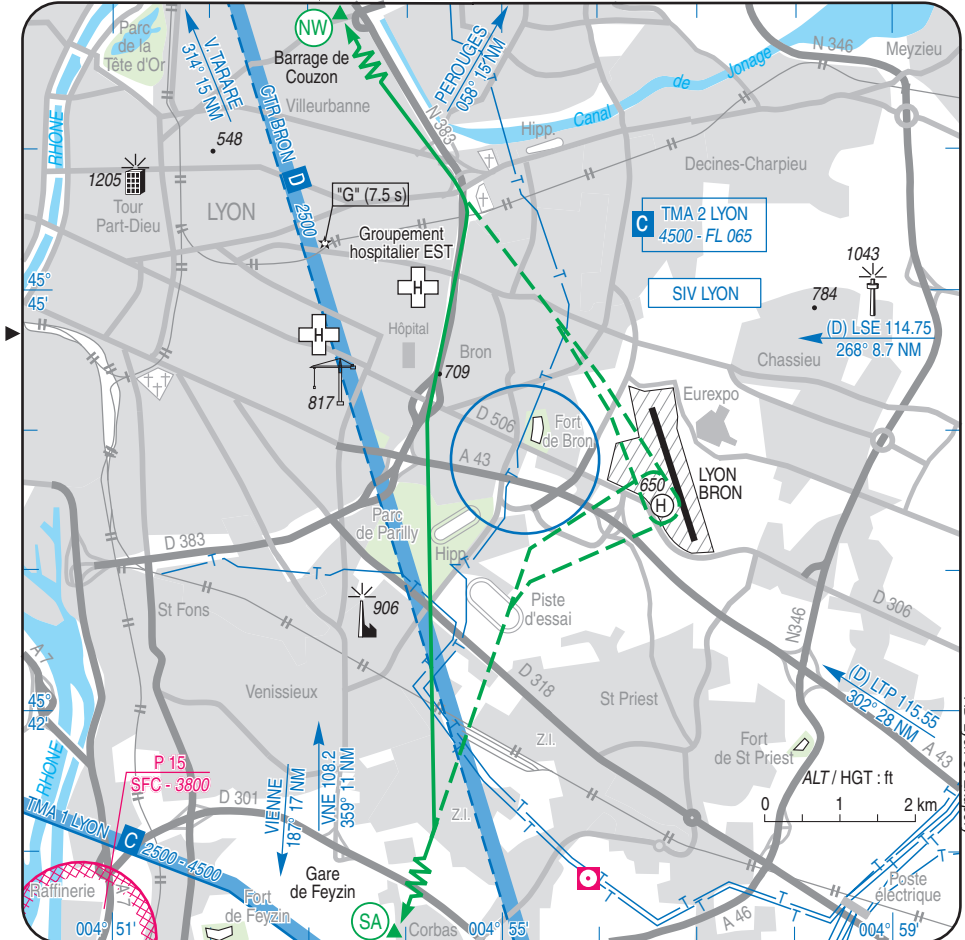 Parc
de la
Tête d'Or
V. TARARE
314° 15 NM
NW
Barrage de
Couzon
Villeurbanne
PEROUGES
058° 15 NM
N 346
Meyzieu
Canal
de
Jonage
RHONE
548
CTR BRON
D
2500
N 383
Hipp.
Decines-Charpieu
1205
Tour
Part-Dieu
LYON
"G" (7.5 s)
Groupement
hospitalier EST
C
TMA 2 LYON
4500 - FL 065
SIV LYON
1043
784
(D) LSE 114.75
268° 8.7 NM
Chassieu
45°
45'
H
H
Hôpital
Bron
709
817
D 506
Fort
de Bron
Eurexpo
A 43
650
H
LYON
BRON
Parc
de Parilly
Hipp.
D 383
T
T
T
T
T
T
T
St Fons
906
Piste
d'essai
D 306
N346
A 7
45°
42'
Venissieux
D 318
St Priest
(D) LTP 115.55
302° 28 NM
A 43
Z.I.
Fort
de St Priest
RHONE
P 15
SFC - 3800
D 301
VIENNE
187° 17 NM
VINE 108.2
359° 11 NM
Z.I.
ALT / HGT : ft
0 1 2 km
TMA 1 LYON
C
2500 - 4500
Raffinerie
A 7
Fort
de Feyzin
Gare
de Feyzin
SA
Corbas
T
T
T
T
Poste
électrique
A 46
004° 51'
004° 55'
004° 59'